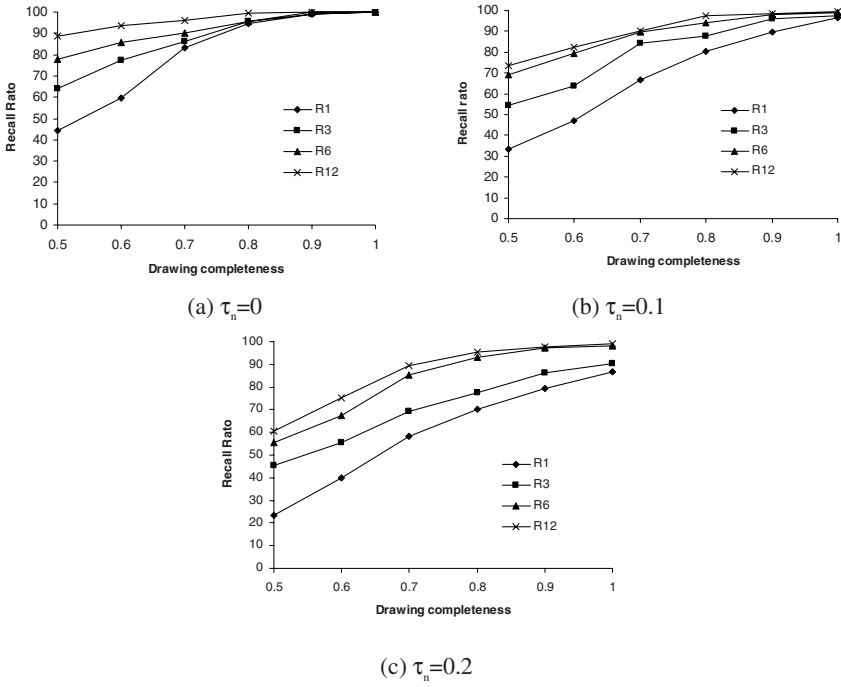 100
90
80
70
60
50
40
30
20
10
0
Recall Rato
0.5 0.6 0.7 0.8 0.9 1
Drawing completeness
R1
R3
R6
R12
(a) τn=0
100
90
80
70
60
50
40
30
20
10
0
Recall rato
0.5 0.6 0.7 0.8 0.9 1
Drawing completeness
R1
R3
R6
R12
(b) τn=0.1
100
90
80
70
60
50
40
30
20
10
0
Recall Rato
0.5 0.6 0.7 0.8 0.9 1
Drawing completeness
R1
R3
R6
R12
(c) τn=0.2